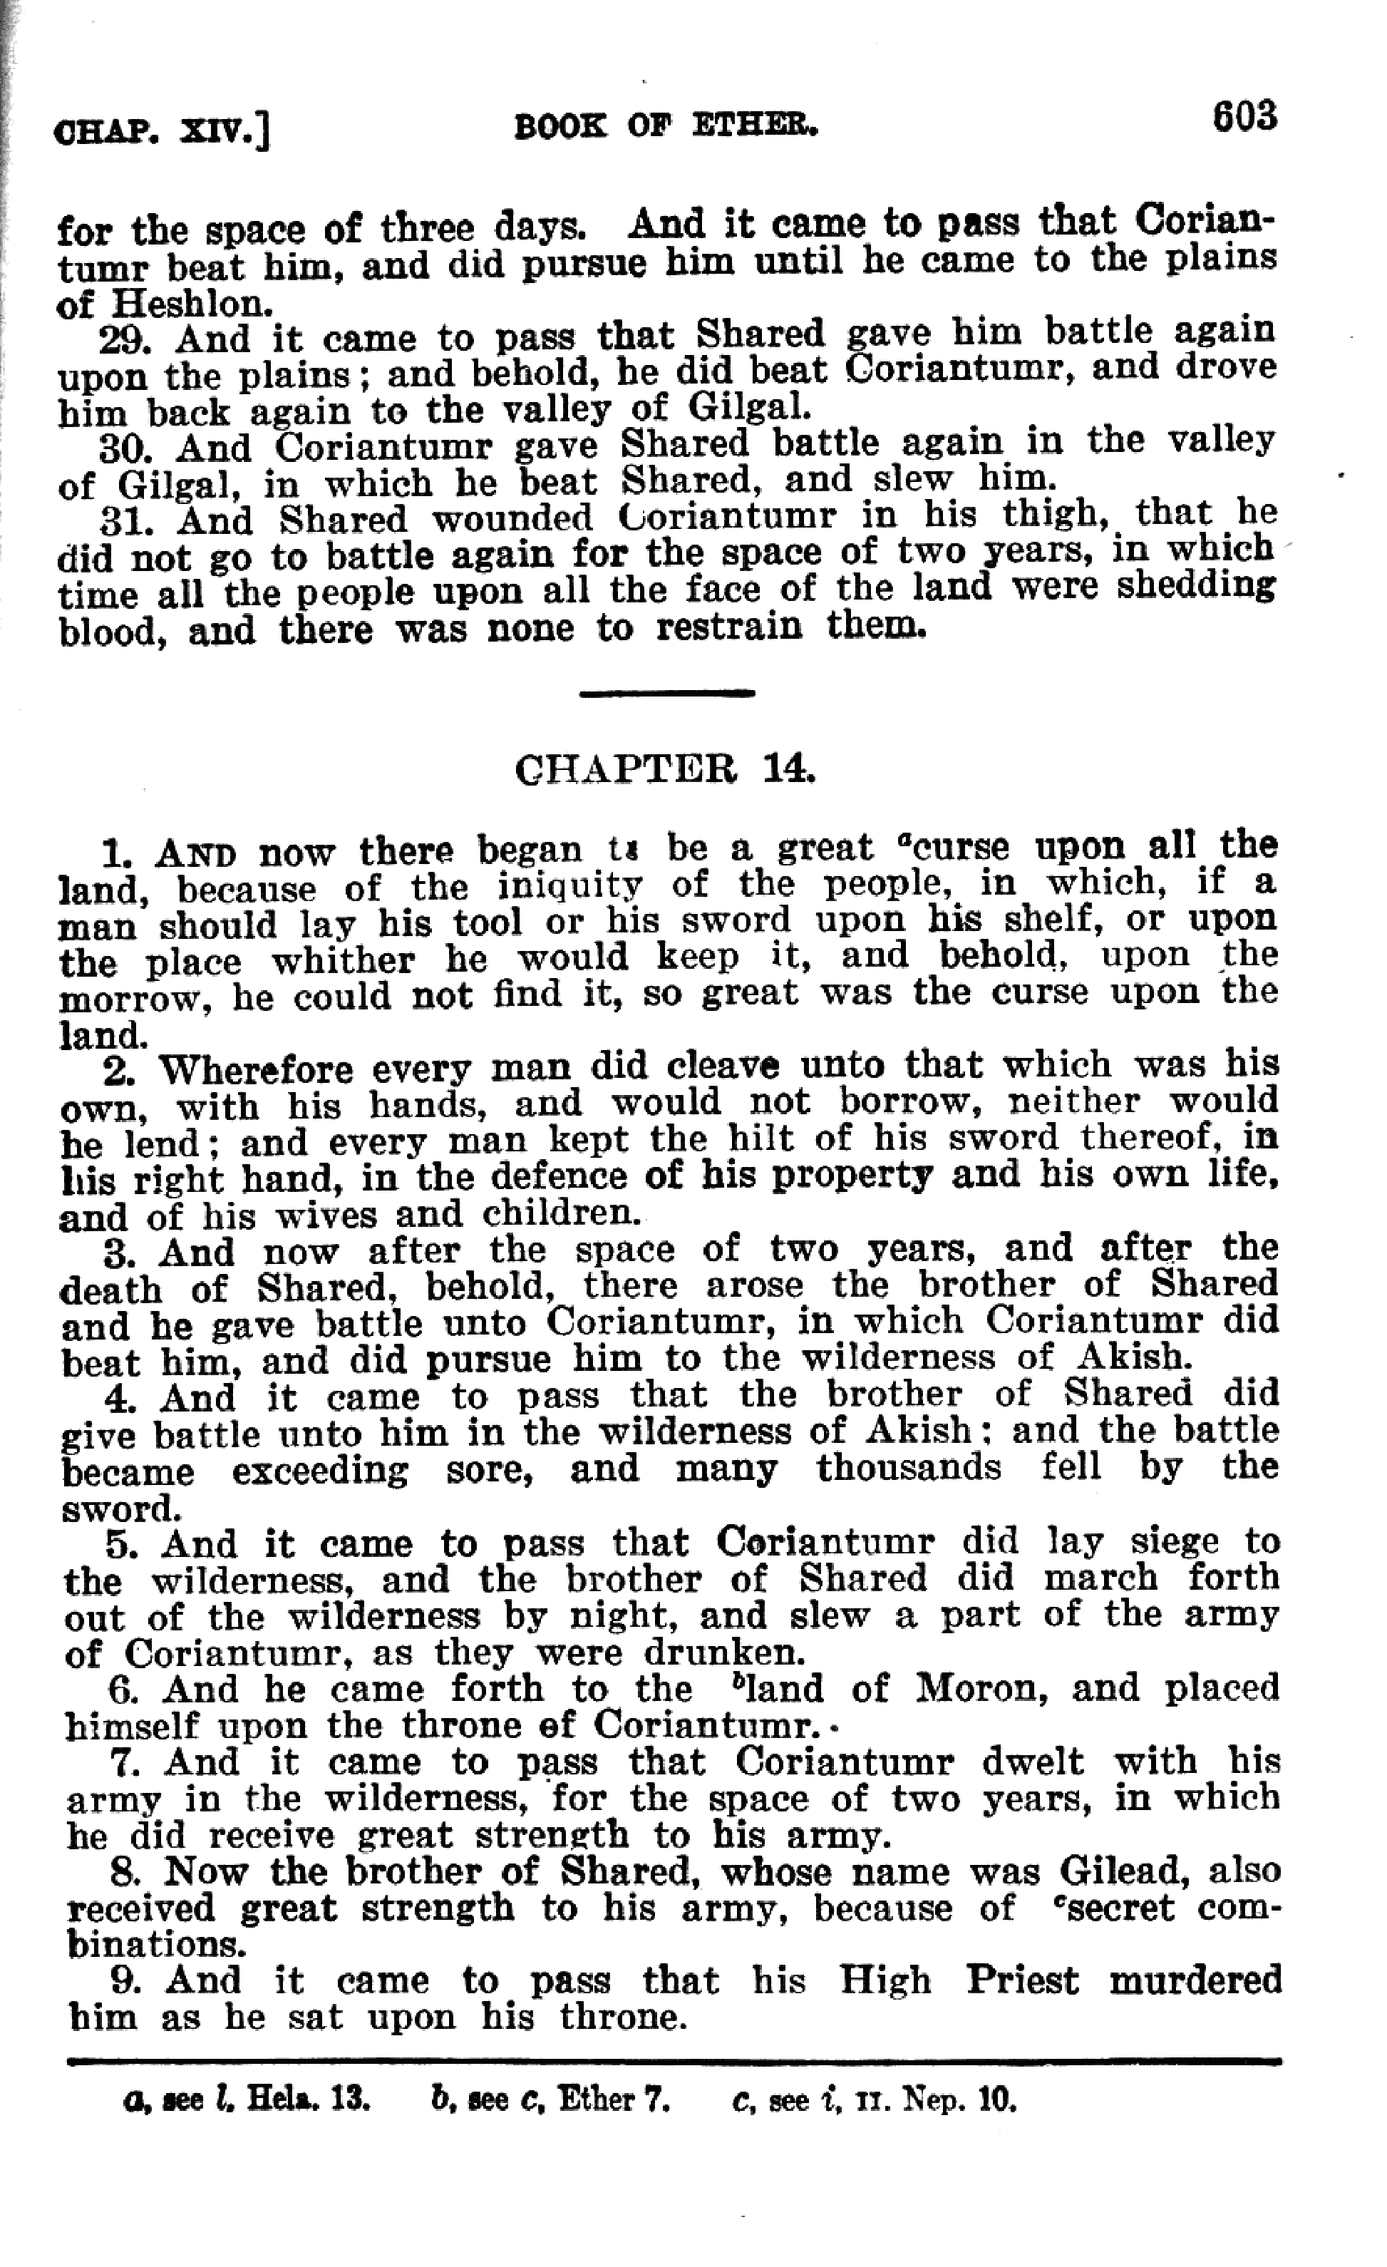 CHAP. XIV.] BOOK OF ETHER. 603
for the space of three days. And it came to pass that Corian-
tumr beat him, and did pursue him until he came to the plains
of Heshlon.
29. And it came to pass that Shared gave him battle again
upon the plains; and behold, he did beat Coriantumr, and drove
him back again to the valley of Gilgal.
30. And Coriantumr gave Shared battle again in the valley
of Gilgal, in which he beat Shared, and slew him.
31. And Shared wounded Coriantumr in his thigh, that he
did not go to battle again for the space of two years, in which
time all the people upon all the face of the land were shedding
blood, and there was none to restrain them.
CHAPTER 14.
1. AND now there began to be a great ᵃcurse upon all the
land, because of the iniquity of the people, in which, if a
man should lay his tool or his sword upon his shelf, or upon
the place whither he would keep it, and behold, upon the
morrow, he could not find it, so great was the curse upon the
land.
2. Wherefore every man did cleave unto that which was his
own, with his hands, and would not borrow, neither would
he lend; and every man kept the hilt of his sword thereof, in
his right hand, in the defence of his property and his own life,
and of his wives and children.
3. And now after the space of two years, and after the
death of Shared, behold, there arose the brother of Shared
and he gave battle unto Coriantumr, in which Coriantumr did
beat him, and did pursue him to the wilderness of Akish.
4. And it came to pass that the brother of Shared did
give battle unto him in the wilderness of Akish; and the battle
became exceeding sore, and many thousands fell by the
sword.
5. And it came to pass that Coriantumr did lay siege to
the wilderness, and the brother of Shared did march forth
out of the wilderness by night, and slew a part of the army
of Coriantumr, as they were drunken.
6. And he came forth to the ᵇland of Moron, and placed
himself upon the throne of Coriantumr.
7. And it came to pass that Coriantumr dwelt with his
army in the wilderness, for the space of two years, in which
he did receive great strength to his army.
8. Now the brother of Shared, whose name was Gilead, also
received great strength to his army, because of ᶜsecret com-
binations.
9. And it came to pass that his High Priest murdered
him as he sat upon his throne.
a, see l, Hela. 13. b, see c, Ether 7. c, see i, II. Nep. 10.